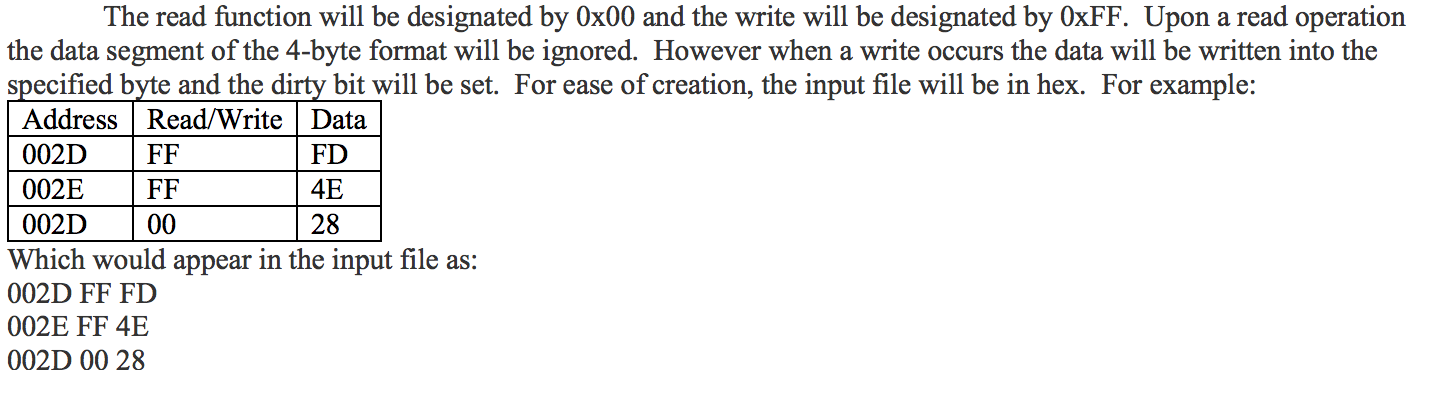 The read function will be designated by 0x00 and the write will be designated by 0xFF.  Upon a read operation
the data segment of the 4-byte format will be ignored.  However when a write occurs the data will be written into the
specified byte and the dirty bit will be set.  For ease of creation, the input file will be in hex.  For example:
Address Read/Write Data
002D FF FD
002E FF 4E
002D 00 28
Which would appear in the input file as:
002D FF FD
002E FF 4E
002D 00 28